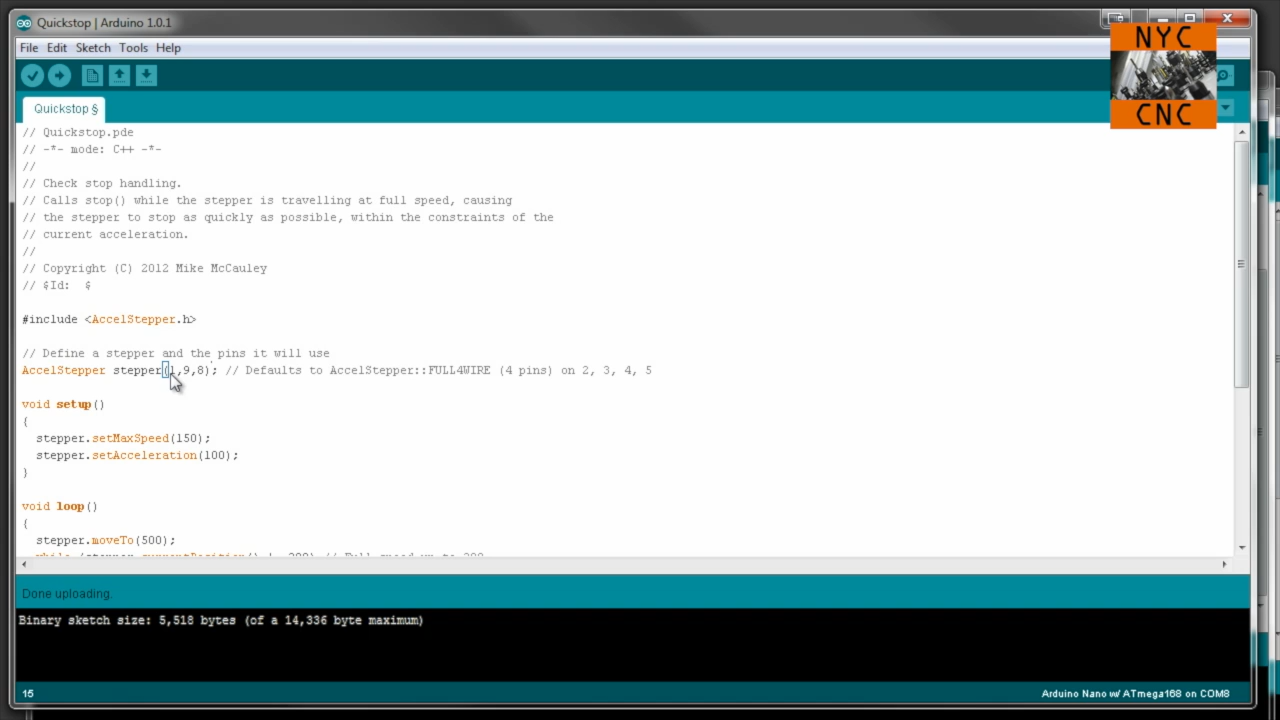 Quickstop | Arduino 1.0.1
File Edit Sketch Tools Help
NYC
CNC
Quickstop §
// Quickstop.pde
// -*- mode: C++ -*-
//
// Check stop handling.
// Calls stop() while the stepper is travelling at full speed, causing
// the stepper to stop as quickly as possible, within the constraints of the
// current acceleration.
//
// Copyright (C) 2012 Mike McCauley
// $Id:  $
#include <AccelStepper.h>
// Define a stepper and the pins it will use
AccelStepper stepper(1,9,8); // Defaults to AccelStepper::FULL4WIRE (4 pins) on 2, 3, 4, 5
void setup()
{
stepper.setMaxSpeed(150);
stepper.setAcceleration(100);
}
void loop()
{
stepper.moveTo(500);
Done uploading.
Binary sketch size: 5,518 bytes (of a 14,336 byte maximum)
15
Arduino Nano w/ ATmega168 on COM8